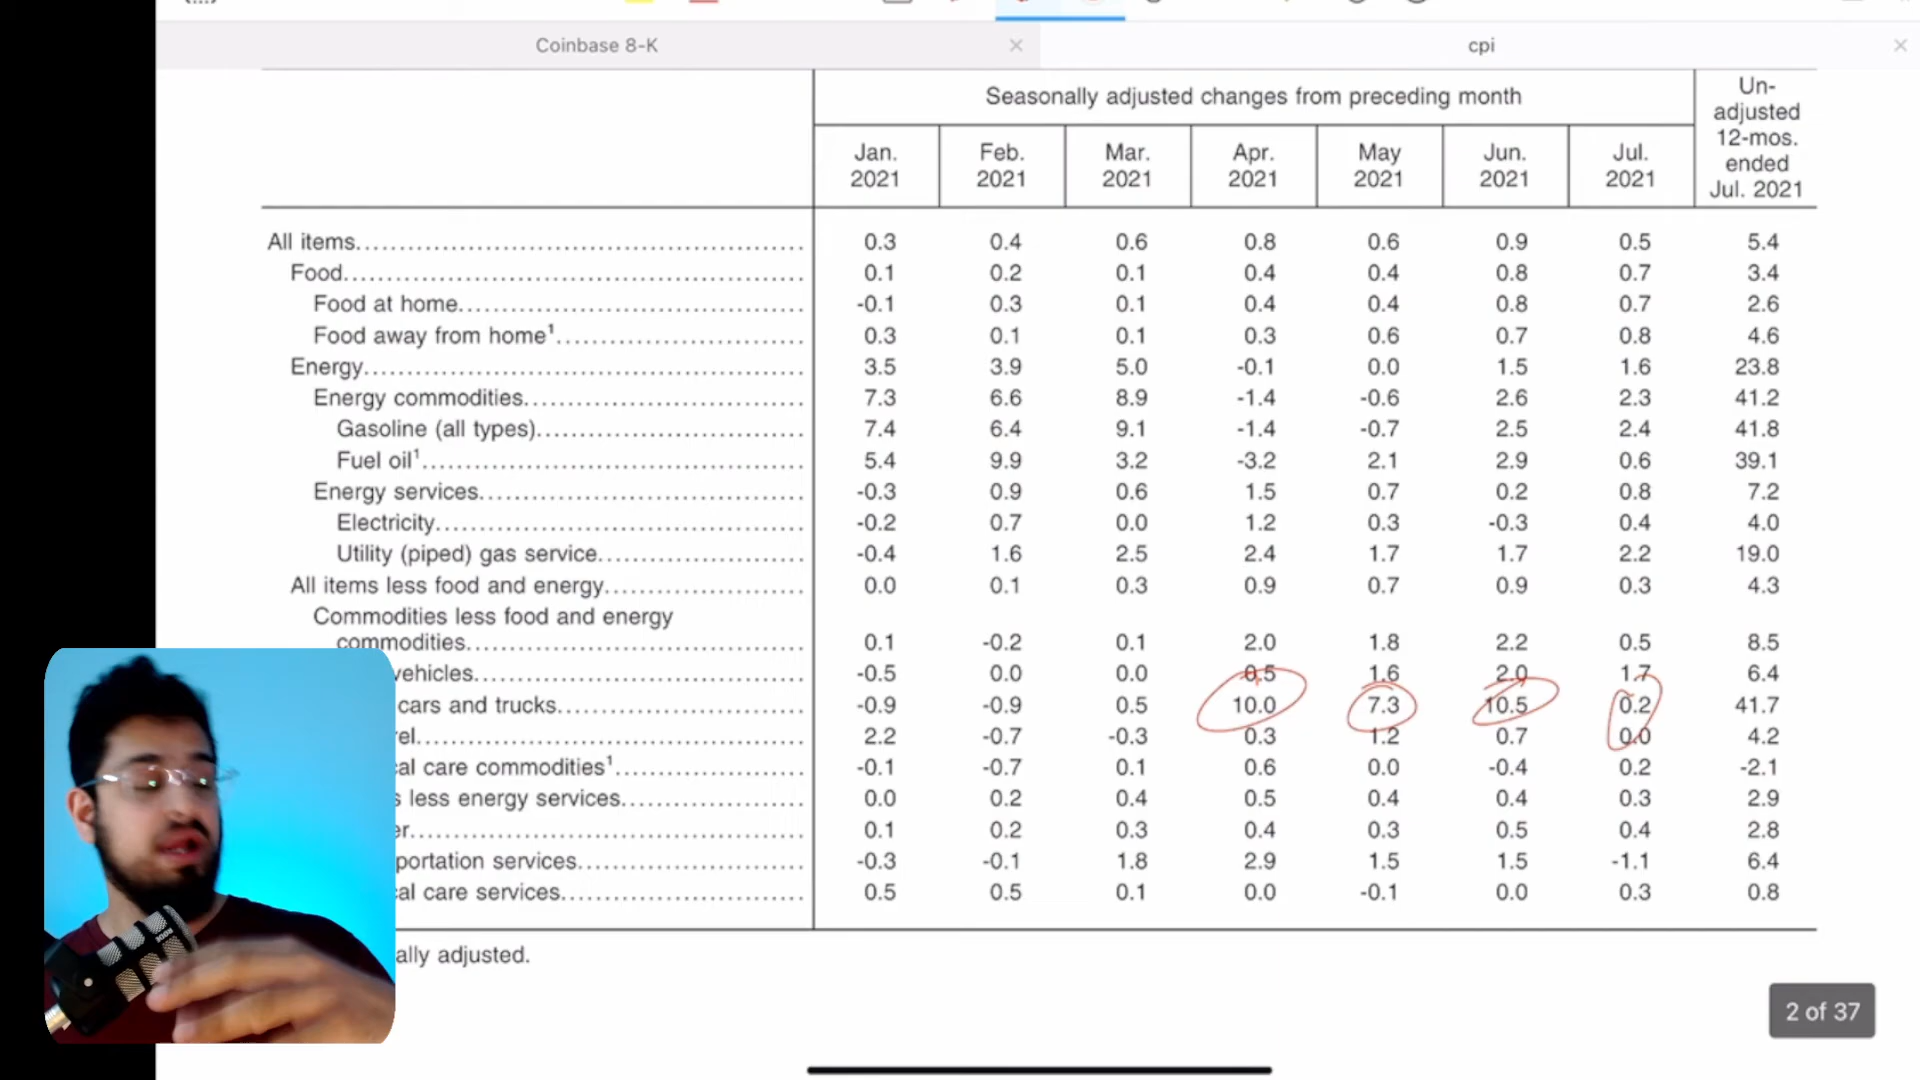 Coinbase 8-K
cpi
Seasonally adjusted changes from preceding month
Un-
adjusted
12-mos.
ended
Jul. 2021
Jan. 2021 Feb. 2021 Mar. 2021 Apr. 2021 May 2021 Jun. 2021 Jul. 2021
All items 0.3 0.4 0.6 0.8 0.6 0.9 0.5 5.4
Food 0.1 0.2 0.1 0.4 0.4 0.8 0.7 3.4
Food at home -0.1 0.3 0.1 0.4 0.4 0.8 0.7 2.6
Food away from home¹ 0.3 0.1 0.1 0.3 0.6 0.7 0.8 4.6
Energy 3.5 3.9 5.0 -0.1 0.0 1.5 1.6 23.8
Energy commodities 7.3 6.6 8.9 -1.4 -0.6 2.6 2.3 41.2
Gasoline (all types) 7.4 6.4 9.1 -1.4 -0.7 2.5 2.4 41.8
Fuel oil¹ 5.4 9.9 3.2 -3.2 2.1 2.9 0.6 39.1
Energy services -0.3 0.9 0.6 1.5 0.7 0.2 0.8 7.2
Electricity -0.2 0.7 0.0 1.2 0.3 -0.3 0.4 4.0
Utility (piped) gas service -0.4 1.6 2.5 2.4 1.7 1.7 2.2 19.0
All items less food and energy 0.0 0.1 0.3 0.9 0.7 0.9 0.3 4.3
Commodities less food and energy
commodities 0.1 -0.2 0.1 2.0 1.8 2.2 0.5 8.5
vehicles -0.5 0.0 0.0 0.5 1.6 2.0 1.7 6.4
cars and trucks -0.9 -0.9 0.5 10.0 7.3 10.5 0.2 41.7
el 2.2 -0.7 -0.3 0.3 1.2 0.7 0.0 4.2
al care commodities¹ -0.1 -0.7 0.1 0.6 0.0 -0.4 0.2 -2.1
s less energy services 0.0 0.2 0.4 0.5 0.4 0.4 0.3 2.9
er 0.1 0.2 0.3 0.4 0.3 0.5 0.4 2.8
portation services -0.3 -0.1 1.8 2.9 1.5 1.5 -1.1 6.4
al care services 0.5 0.5 0.1 0.0 -0.1 0.0 0.3 0.8
ally adjusted.
2 of 37